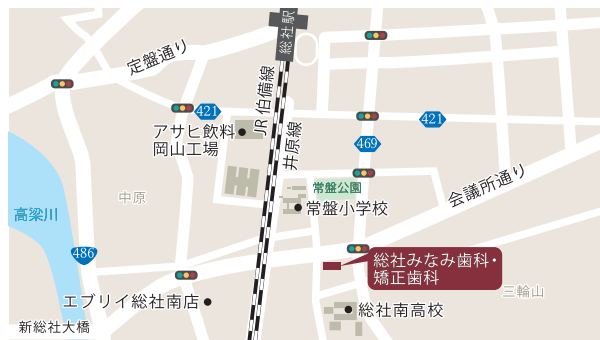 総社駅
定盤通り
421
アサヒ飲料
岡山工場
JR伯備線
井原線
421
469
会議所通り
中原
常盤公園
常盤小学校
高梁川
486
総社みなみ歯科・
矯正歯科
三輪山
エブリイ総社南店
総社南高校
新総社大橋